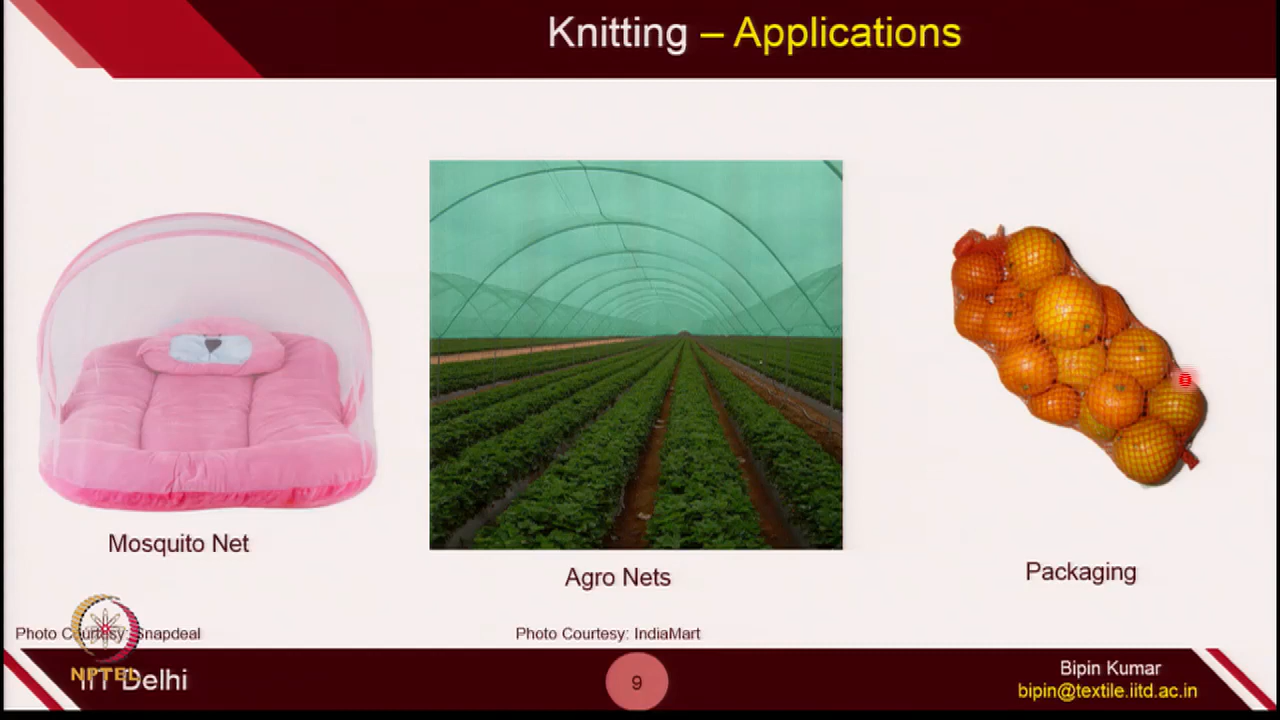 Knitting – Applications
Mosquito Net
Agro Nets
Packaging
Photo Courtesy: Snapdeal
Photo Courtesy: IndiaMart
NPTEL
IIT Delhi
9
Bipin Kumar
bipin@textile.iitd.ac.in